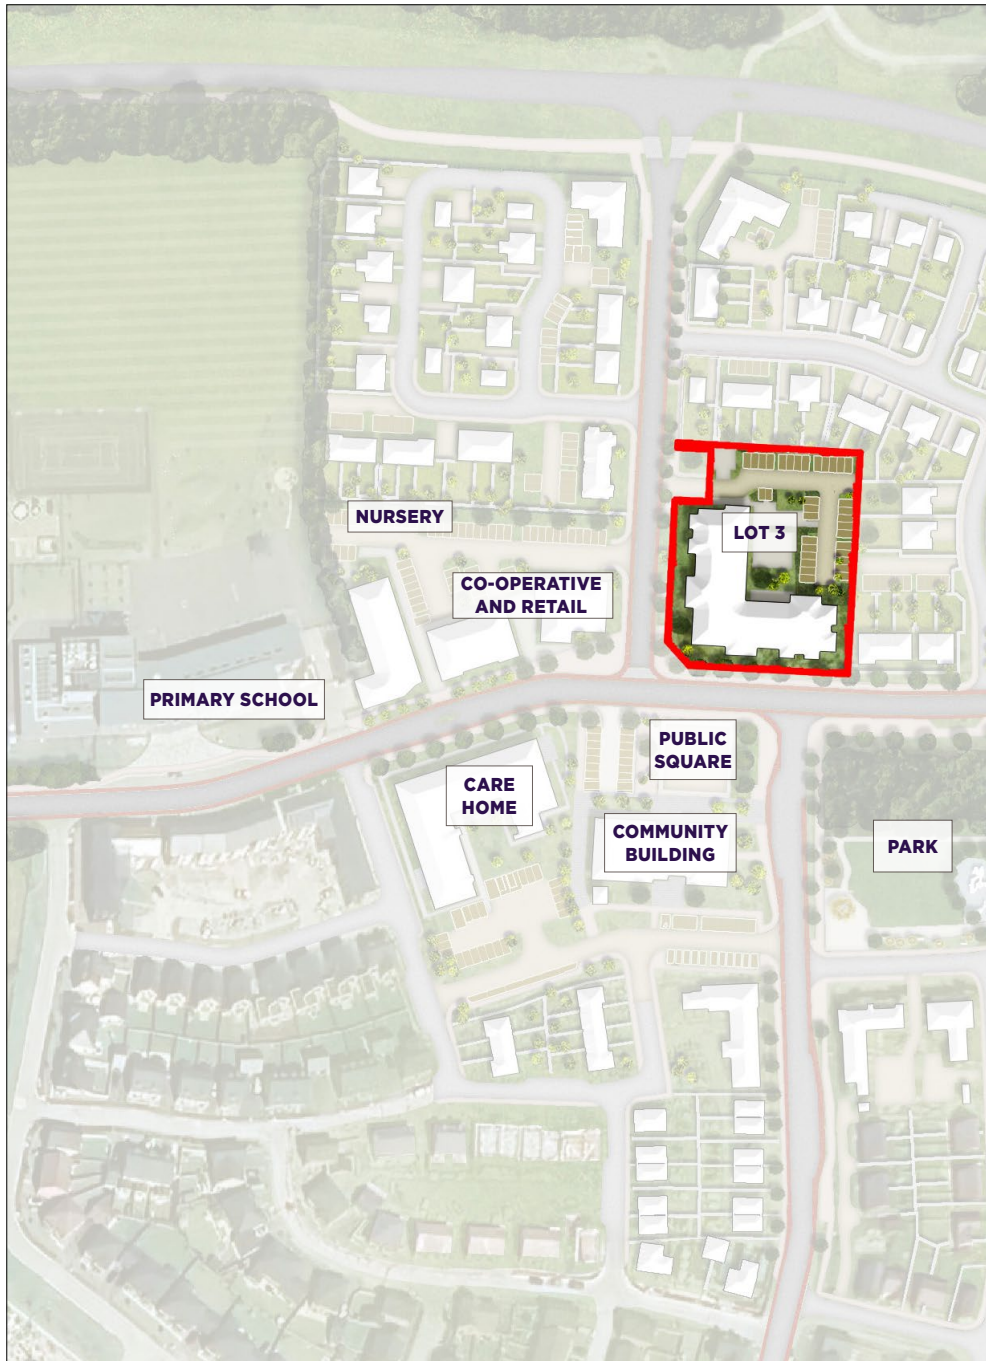 NURSERY
LOT 3
CO-OPERATIVE
AND RETAIL
PRIMARY SCHOOL
PUBLIC
SQUARE
CARE
HOME
COMMUNITY
BUILDING
PARK